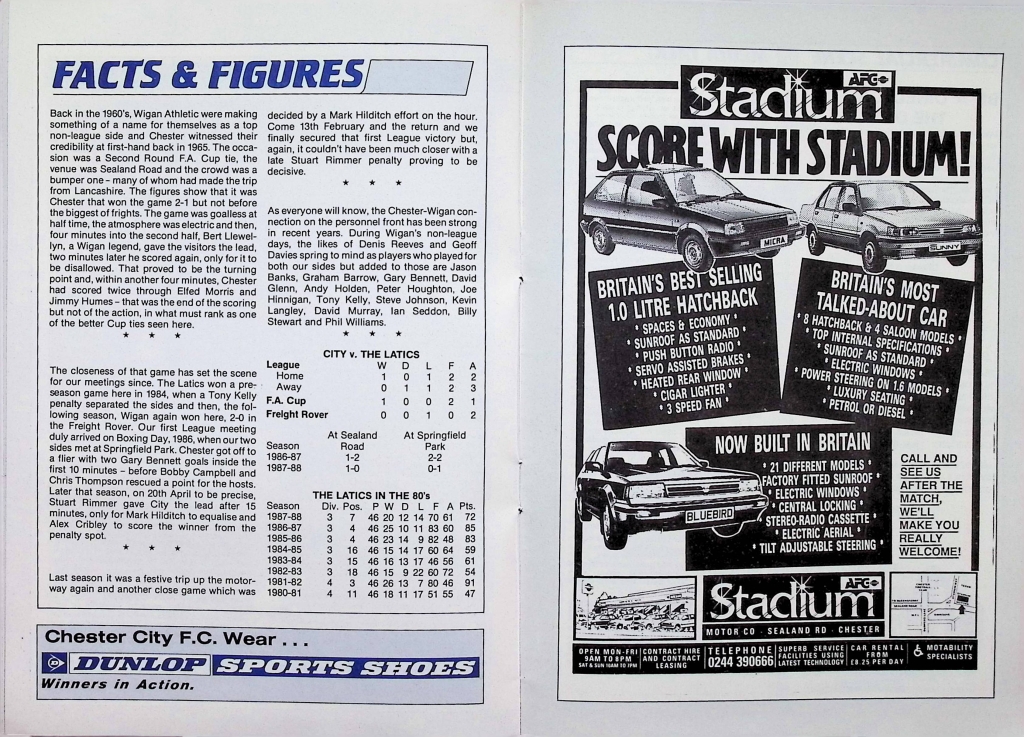 FACTS & FIGURES
Back in the 1960's, Wigan Athletic were making
something of a name for themselves as a top
non-league side and Chester witnessed their
credibility at first-hand back in 1965. The occa-
sion was a Second Round F.A. Cup tie, the
venue was Sealand Road and the crowd was a
bumper one – many of whom had made the trip
from Lancashire. The figures show that it was
Chester that won the game 2-1 but not before
the biggest of frights. The game was goalless at
half time, the atmosphere was electric and then,
four minutes into the second half, Bert Llewel-
lyn, a Wigan legend, gave the visitors the lead,
two minutes later he scored again, only for it to
be disallowed. That proved to be the turning
point and, within another four minutes, Chester
had scored twice through Elfed Morris and
Jimmy Humes – that was the end of the scoring
but not of the action, in what must rank as one
of the better Cup ties seen here.
★ ★ ★
The closeness of that game has set the scene
for our meetings since. The Latics won a pre-
season game here in 1984, when a Tony Kelly
penalty separated the sides and then, the fol-
lowing season, Wigan again won here, 2-0 in
the Freight Rover. Our first League meeting
duly arrived on Boxing Day, 1986, when our two
sides met at Springfield Park. Chester got off to
a flier with two Gary Bennett goals inside the
first 10 minutes – before Bobby Campbell and
Chris Thompson rescued a point for the hosts.
Later that season, on 20th April to be precise,
Stuart Rimmer gave City the lead after 15
minutes, only for Mark Hilditch to equalise and
Alex Cribley to score the winner from the
penalty spot.
★ ★ ★
Last season it was a festive trip up the motor-
way again and another close game which was
decided by a Mark Hilditch effort on the hour.
Come 13th February and the return and we
finally secured that first League victory but,
again, it couldn't have been much closer with a
late Stuart Rimmer penalty proving to be
decisive.
★ ★ ★
As everyone will know, the Chester-Wigan con-
nection on the personnel front has been strong
in recent years. During Wigan's non-league
days, the likes of Denis Reeves and Geoff
Davies spring to mind as players who played for
both our sides but added to those are Jason
Banks, Graham Barrow, Gary Bennett, David
Glenn, Andy Holden, Peter Houghton, Joe
Hinnigan, Tony Kelly, Steve Johnson, Kevin
Langley, David Murray, Ian Seddon, Billy
Stewart and Phil Williams.
★ ★ ★
CITY v. THE LATICS
League W D L F A
Home 1 0 1 2 2
Away 0 1 1 2 3
F.A. Cup 1 0 0 2 1
Freight Rover 0 0 1 0 2
At Sealand At Springfield
Season Road Park
1986-87 1-2 2-2
1987-88 1-0 0-1
THE LATICS IN THE 80's
Season Div. Pos. P W D L F A Pts.
1987-88 3 7 46 20 12 14 70 61 72
1986-87 3 4 46 25 10 11 83 60 85
1985-86 3 4 46 23 14 9 82 48 83
1984-85 3 16 46 15 14 17 60 64 59
1983-84 3 15 46 16 13 17 46 56 61
1982-83 3 18 46 15 9 22 60 72 54
1981-82 4 3 46 26 13 7 80 46 91
1980-81 4 11 46 18 11 17 51 55 47
Chester City F.C. Wear . . .
DUNLOP SPORTS SHOES
Winners in Action.
AFG
Stadium
SCORE WITH STADIUM!
MICRA
SUNNY
BRITAIN'S BEST SELLING
1.0 LITRE HATCHBACK
• SPACES & ECONOMY •
• SUNROOF AS STANDARD •
• PUSH BUTTON RADIO •
• SERVO ASSISTED BRAKES •
• HEATED REAR WINDOW •
• CIGAR LIGHTER •
• 3 SPEED FAN •
BRITAIN'S MOST
TALKED-ABOUT CAR
• 8 HATCHBACK & 4 SALOON MODELS •
• TOP INTERNAL SPECIFICATIONS •
• SUNROOF AS STANDARD •
• ELECTRIC WINDOWS •
• POWER STEERING ON 1.6 MODELS •
• LUXURY SEATING •
• PETROL OR DIESEL •
NOW BUILT IN BRITAIN
• 21 DIFFERENT MODELS •
FACTORY FITTED SUNROOF •
• ELECTRIC WINDOWS •
• CENTRAL LOCKING •
• STEREO-RADIO CASSETTE •
• ELECTRIC AERIAL •
• TILT ADJUSTABLE STEERING •
BLUEBIRD
CALL AND
SEE US
AFTER THE
MATCH,
WE'LL
MAKE YOU
REALLY
WELCOME!
AFG
Stadium
MOTOR CO - SEALAND RD - CHESTER
OPEN MON-FRI
9AM TO 8PM
SAT & SUN 10AM TO 1PM
CONTRACT HIRE
AND CONTRACT
LEASING
TELEPHONE
0244 390666
SUPERB SERVICE
FACILITIES USING
LATEST TECHNOLOGY
CAR RENTAL
FROM
£8.25 PER DAY
MOTABILITY
SPECIALISTS